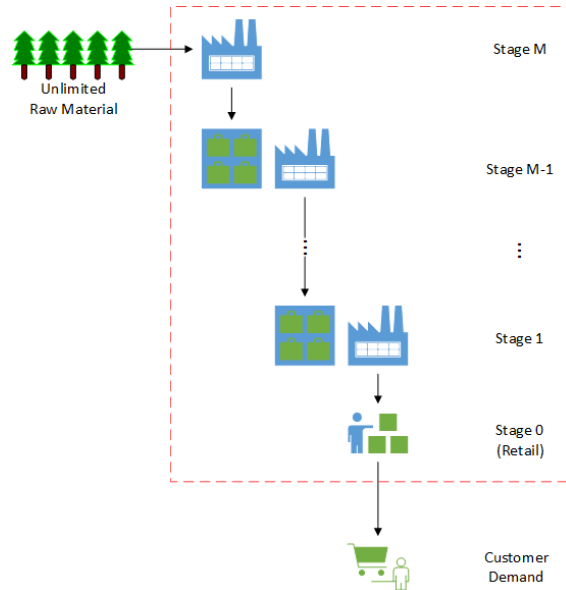 Stage M
Unlimited
Raw Material
Stage M-1
Stage 1
Stage 0
(Retail)
Customer
Demand